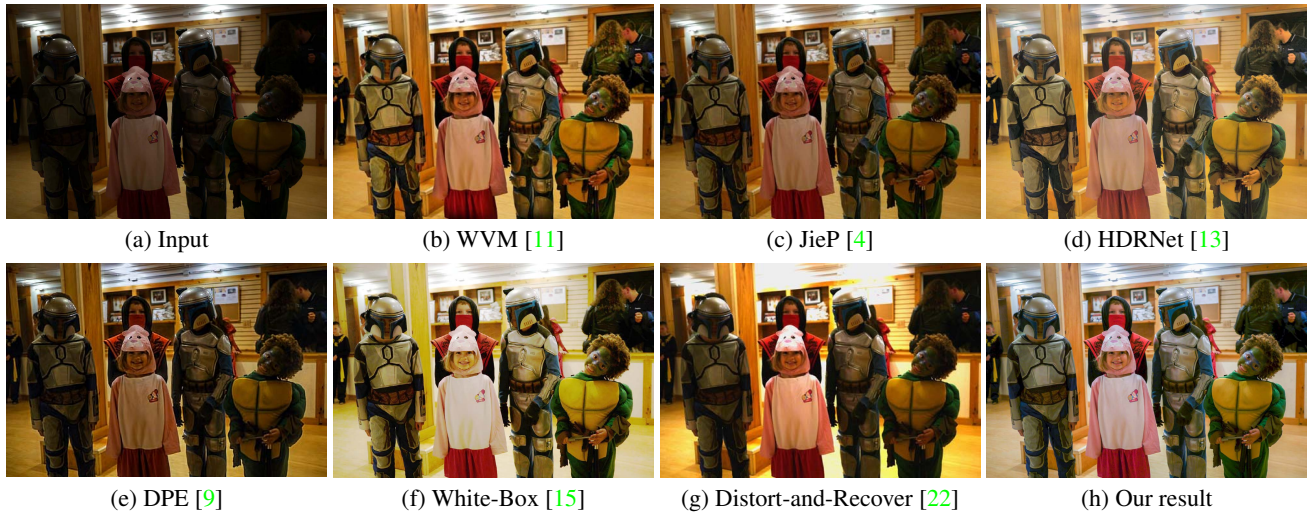 (a) Input
(b) WVM [11]
(c) JieP [4]
(d) HDRNet [13]
(e) DPE [9]
(f) White-Box [15]
(g) Distort-and-Recover [22]
(h) Our result